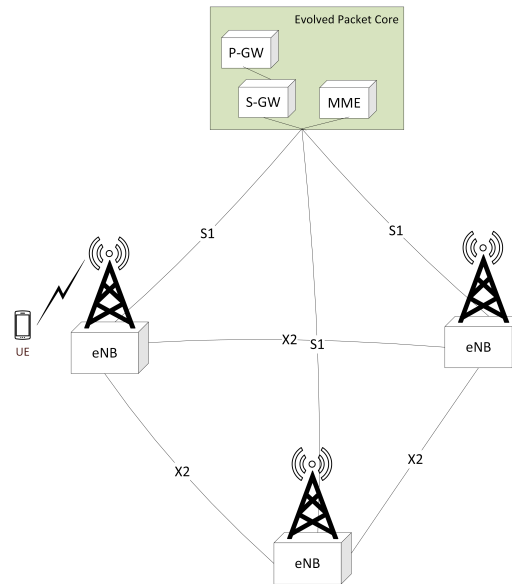 Evolved Packet Core
P-GW
S-GW
MME
S1
S1
UE
eNB
X2
S1
eNB
X2
X2
eNB